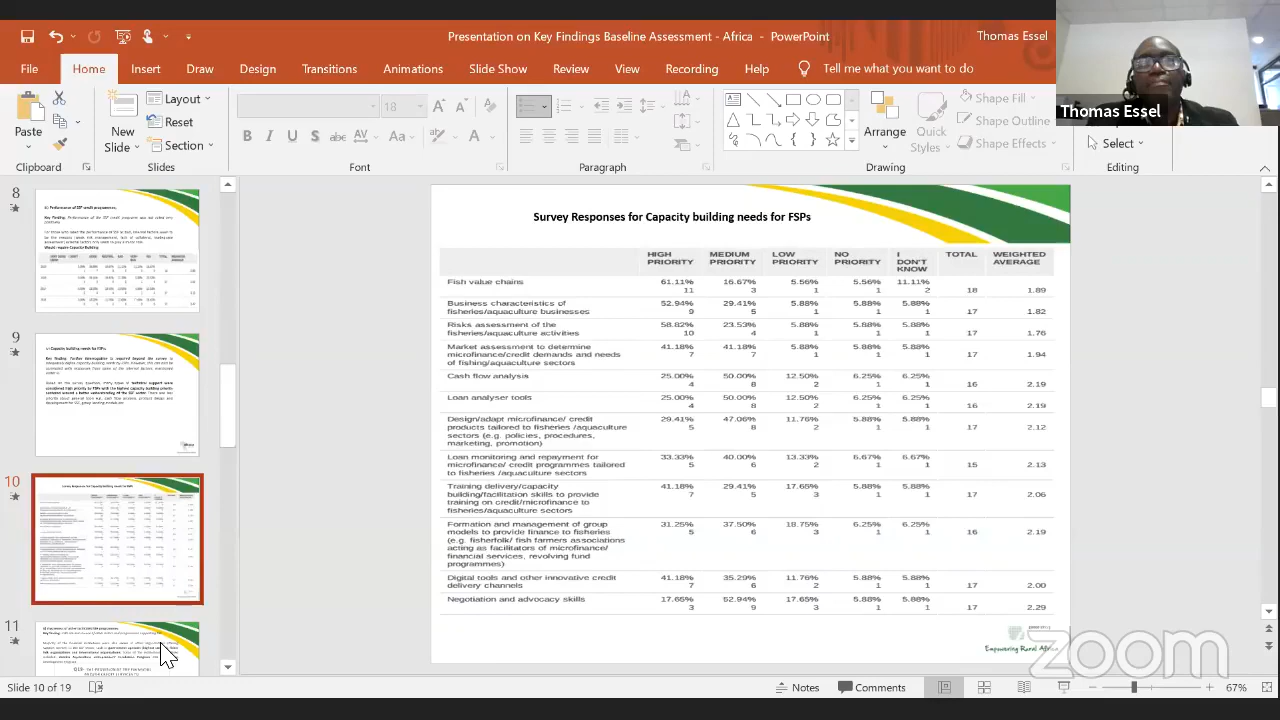 Presentation on Key Findings Baseline Assessment - Africa - PowerPoint
Thomas Essel
File Home Insert Draw Design Transitions Animations Slide Show Review View Recording Help Tell me what you want to do
Thomas Essel
Paste
Clipboard
New
Slide
Layout
Reset
Section
Slides
18
Font
Paragraph
Arrange
Quick
Styles
Shape Fill
Shape Outline
Shape Effects
Drawing
Select
Editing
8
9
10
11
Survey Responses for Capacity building needs for FSPs
HIGH PRIORITY MEDIUM PRIORITY LOW PRIORITY NO PRIORITY I DON'T KNOW TOTAL WEIGHTED AVERAGE
Fish value chains 61.11% 16.67% 5.56% 5.56% 11.11%
11 3 1 1 2 18 1.89
Business characteristics of 52.94% 29.41% 5.88% 5.88% 5.88%
fisheries/aquaculture businesses 9 5 1 1 1 17 1.82
Risks assessment of the 58.82% 23.53% 5.88% 5.88% 5.88%
fisheries/aquaculture activities 10 4 1 1 1 17 1.76
Market assessment to determine 41.18% 41.18% 5.88% 5.88% 5.88%
microfinance/credit demands and needs 7 7 1 1 1 17 1.94
of fishing/aquaculture sectors
Cash flow analysis 25.00% 50.00% 12.50% 6.25% 6.25%
4 8 2 1 1 16 2.19
Loan analyser tools 25.00% 50.00% 12.50% 6.25% 6.25%
4 8 2 1 1 16 2.19
Design/adapt microfinance/ credit 29.41% 47.06% 11.76% 5.88% 5.88%
products tailored to fisheries /aquaculture 5 8 2 1 1 17 2.12
sectors (e.g. policies, procedures,
marketing, promotion)
Loan monitoring and repayment for 33.33% 40.00% 13.33% 6.67% 6.67%
microfinance/ credit programmes tailored 5 6 2 1 1 15 2.13
to fisheries /aquaculture sectors
Training delivery/capacity 41.18% 29.41% 17.65% 5.88% 5.88%
building/facilitation skills to provide 7 5 3 1 1 17 2.06
training on credit/microfinance to
fisheries/aquaculture sectors
Formation and management of group 31.25% 37.50% 18.75% 6.25% 6.25%
models to provide finance to fisheries 5 6 3 1 1 16 2.19
(e.g. fisherfolk/ fish farmers associations
acting as facilitators of microfinance/
financial services, revolving fund
programmes)
Digital tools and other innovative credit 41.18% 35.29% 11.76% 5.88% 5.88%
delivery channels 7 6 2 1 1 17 2.00
Negotiation and advocacy skills 17.65% 52.94% 17.65% 5.88% 5.88%
3 9 3 1 1 17 2.29
Empowering Rural Africa
zoom
Slide 10 of 19
Notes
Comments
67%